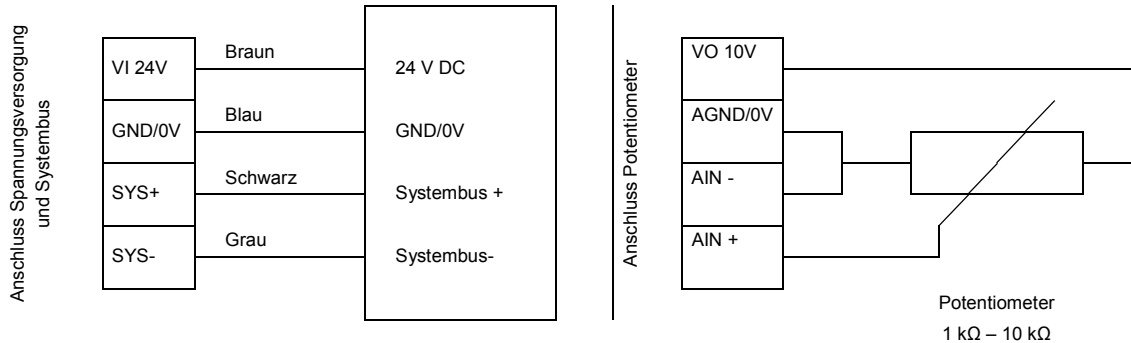 Anschluss Spannungsversorgung
und Systembus
VI 24V
Braun
24 V DC
GND/0V
Blau
GND/0V
SYS+
Schwarz
Systembus +
SYS-
Grau
Systembus-
Anschluss Potentiometer
VO 10V
AGND/0V
AIN -
AIN +
Potentiometer
1 kΩ – 10 kΩ